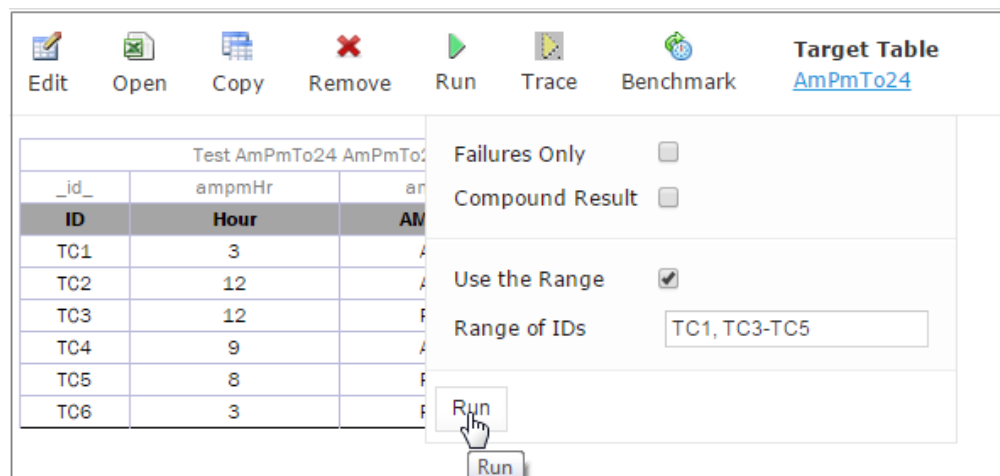 Edit Open Copy Remove Run Trace Benchmark Target Table
AmPmTo24
Test AmPmTo24 AmPmTo
_id_ ampmHr
ID Hour
TC1 3
TC2 12
TC3 12
TC4 9
TC5 8
TC6 3
Failures Only
Compound Result
Use the Range
Range of IDs TC1, TC3-TC5
Run
Run